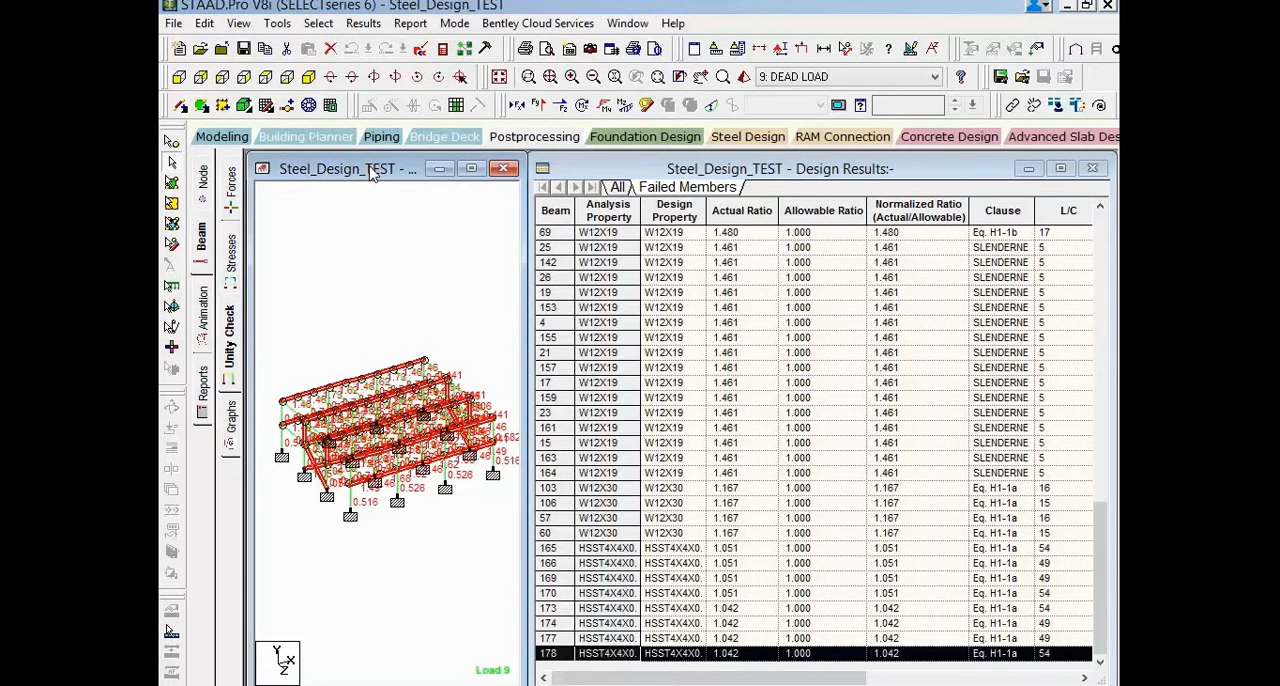 STAAD.Pro V8i (SELECTseries 6) - Steel_Design_TEST
File Edit View Tools Select Results Report Mode Bentley Cloud Services Window Help
9: DEAD LOAD
Modeling Building Planner Piping Bridge Deck Postprocessing Foundation Design Steel Design RAM Connection Concrete Design Advanced Slab Des
Steel_Design_TEST - ...
Steel_Design_TEST - Design Results:-
All Failed Members
Node
Beam
Animation
Reports
Forces
Stresses
Unity Check
Graphs
Beam Analysis Property Design Property Actual Ratio Allowable Ratio Normalized Ratio (Actual/Allowable) Clause L/C
69 W12X19 W12X19 1.480 1.000 1.480 Eq. H1-1b 17
25 W12X19 W12X19 1.461 1.000 1.461 SLENDERNE 5
142 W12X19 W12X19 1.461 1.000 1.461 SLENDERNE 5
26 W12X19 W12X19 1.461 1.000 1.461 SLENDERNE 5
19 W12X19 W12X19 1.461 1.000 1.461 SLENDERNE 5
153 W12X19 W12X19 1.461 1.000 1.461 SLENDERNE 5
4 W12X19 W12X19 1.461 1.000 1.461 SLENDERNE 5
155 W12X19 W12X19 1.461 1.000 1.461 SLENDERNE 5
21 W12X19 W12X19 1.461 1.000 1.461 SLENDERNE 5
157 W12X19 W12X19 1.461 1.000 1.461 SLENDERNE 5
17 W12X19 W12X19 1.461 1.000 1.461 SLENDERNE 5
159 W12X19 W12X19 1.461 1.000 1.461 SLENDERNE 5
23 W12X19 W12X19 1.461 1.000 1.461 SLENDERNE 5
161 W12X19 W12X19 1.461 1.000 1.461 SLENDERNE 5
15 W12X19 W12X19 1.461 1.000 1.461 SLENDERNE 5
163 W12X19 W12X19 1.461 1.000 1.461 SLENDERNE 5
164 W12X19 W12X19 1.461 1.000 1.461 SLENDERNE 5
103 W12X30 W12X30 1.167 1.000 1.167 Eq. H1-1a 16
106 W12X30 W12X30 1.167 1.000 1.167 Eq. H1-1a 15
57 W12X30 W12X30 1.167 1.000 1.167 Eq. H1-1a 16
60 W12X30 W12X30 1.167 1.000 1.167 Eq. H1-1a 15
165 HSST4X4X0. HSST4X4X0. 1.051 1.000 1.051 Eq. H1-1a 54
166 HSST4X4X0. HSST4X4X0. 1.051 1.000 1.051 Eq. H1-1a 49
169 HSST4X4X0. HSST4X4X0. 1.051 1.000 1.051 Eq. H1-1a 49
170 HSST4X4X0. HSST4X4X0. 1.051 1.000 1.051 Eq. H1-1a 54
173 HSST4X4X0. HSST4X4X0. 1.042 1.000 1.042 Eq. H1-1a 54
174 HSST4X4X0. HSST4X4X0. 1.042 1.000 1.042 Eq. H1-1a 49
177 HSST4X4X0. HSST4X4X0. 1.042 1.000 1.042 Eq. H1-1a 49
178 HSST4X4X0. HSST4X4X0. 1.042 1.000 1.042 Eq. H1-1a 54
0.516
0.526
0.526
0.516
Y X Z
Load 9